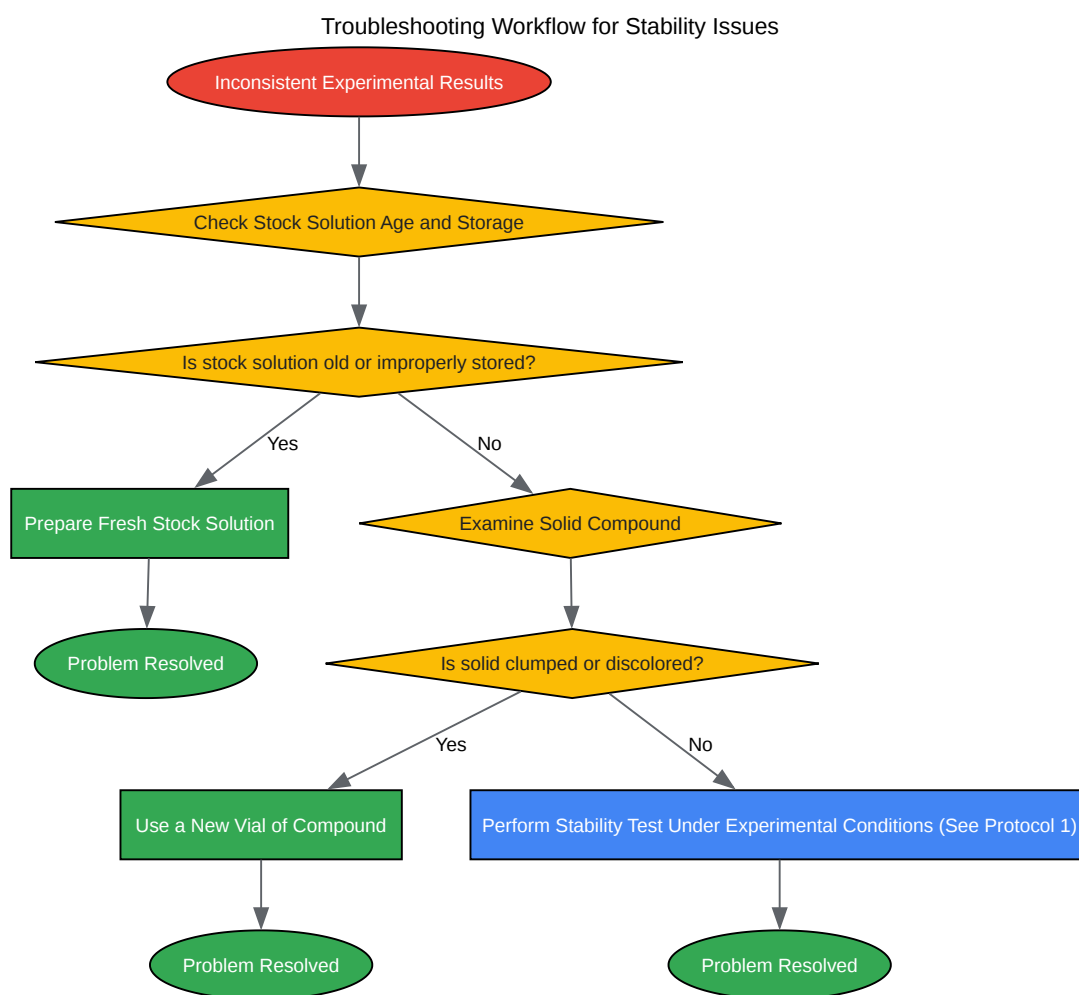 Troubleshooting Workflow for Stability Issues
Inconsistent Experimental Results
Check Stock Solution Age and Storage
Is stock solution old or improperly stored?
Yes
No
Prepare Fresh Stock Solution
Examine Solid Compound
Problem Resolved
Is solid clumped or discolored?
Yes
No
Use a New Vial of Compound
Perform Stability Test Under Experimental Conditions (See Protocol 1)
Problem Resolved
Problem Resolved